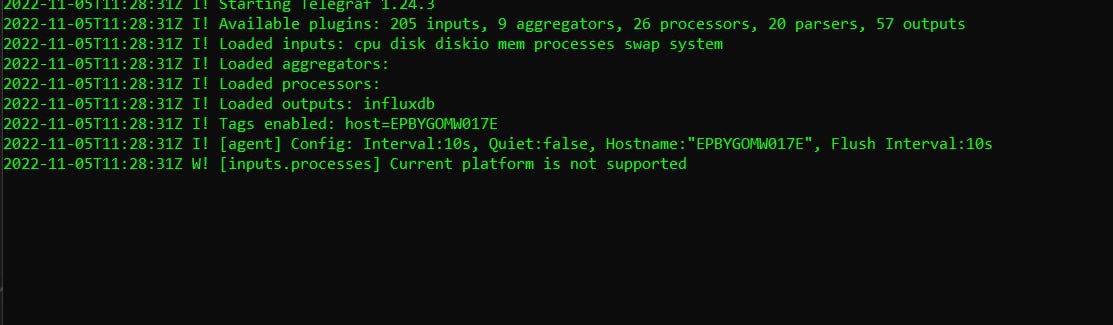 2022-11-05T11:28:31Z I! Starting Telegraf 1.24.3
2022-11-05T11:28:31Z I! Available plugins: 205 inputs, 9 aggregators, 26 processors, 20 parsers, 57 outputs
2022-11-05T11:28:31Z I! Loaded inputs: cpu disk diskio mem processes swap system
2022-11-05T11:28:31Z I! Loaded aggregators:
2022-11-05T11:28:31Z I! Loaded processors:
2022-11-05T11:28:31Z I! Loaded outputs: influxdb
2022-11-05T11:28:31Z I! Tags enabled: host=EPBYGOMW017E
2022-11-05T11:28:31Z I! [agent] Config: Interval:10s, Quiet:false, Hostname:"EPBYGOMW017E", Flush Interval:10s
2022-11-05T11:28:31Z W! [inputs.processes] Current platform is not supported